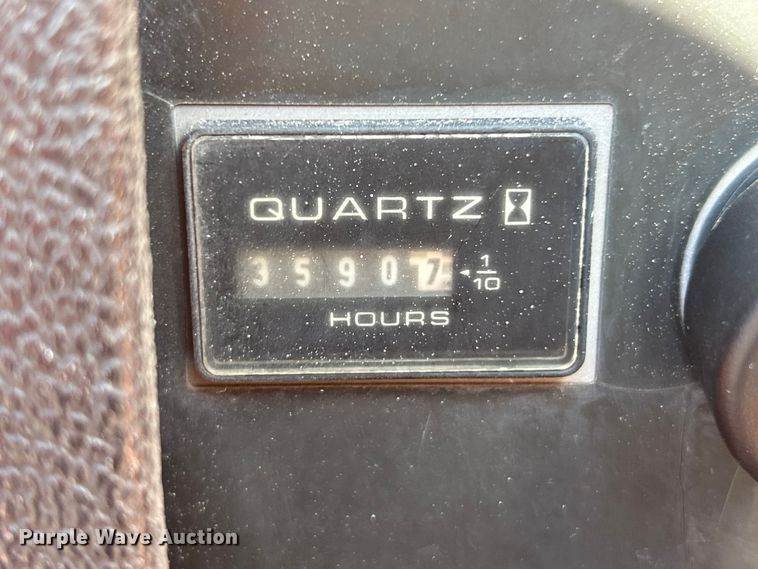 QUARTZ
35907 1/10
HOURS
Purple Wave Auction